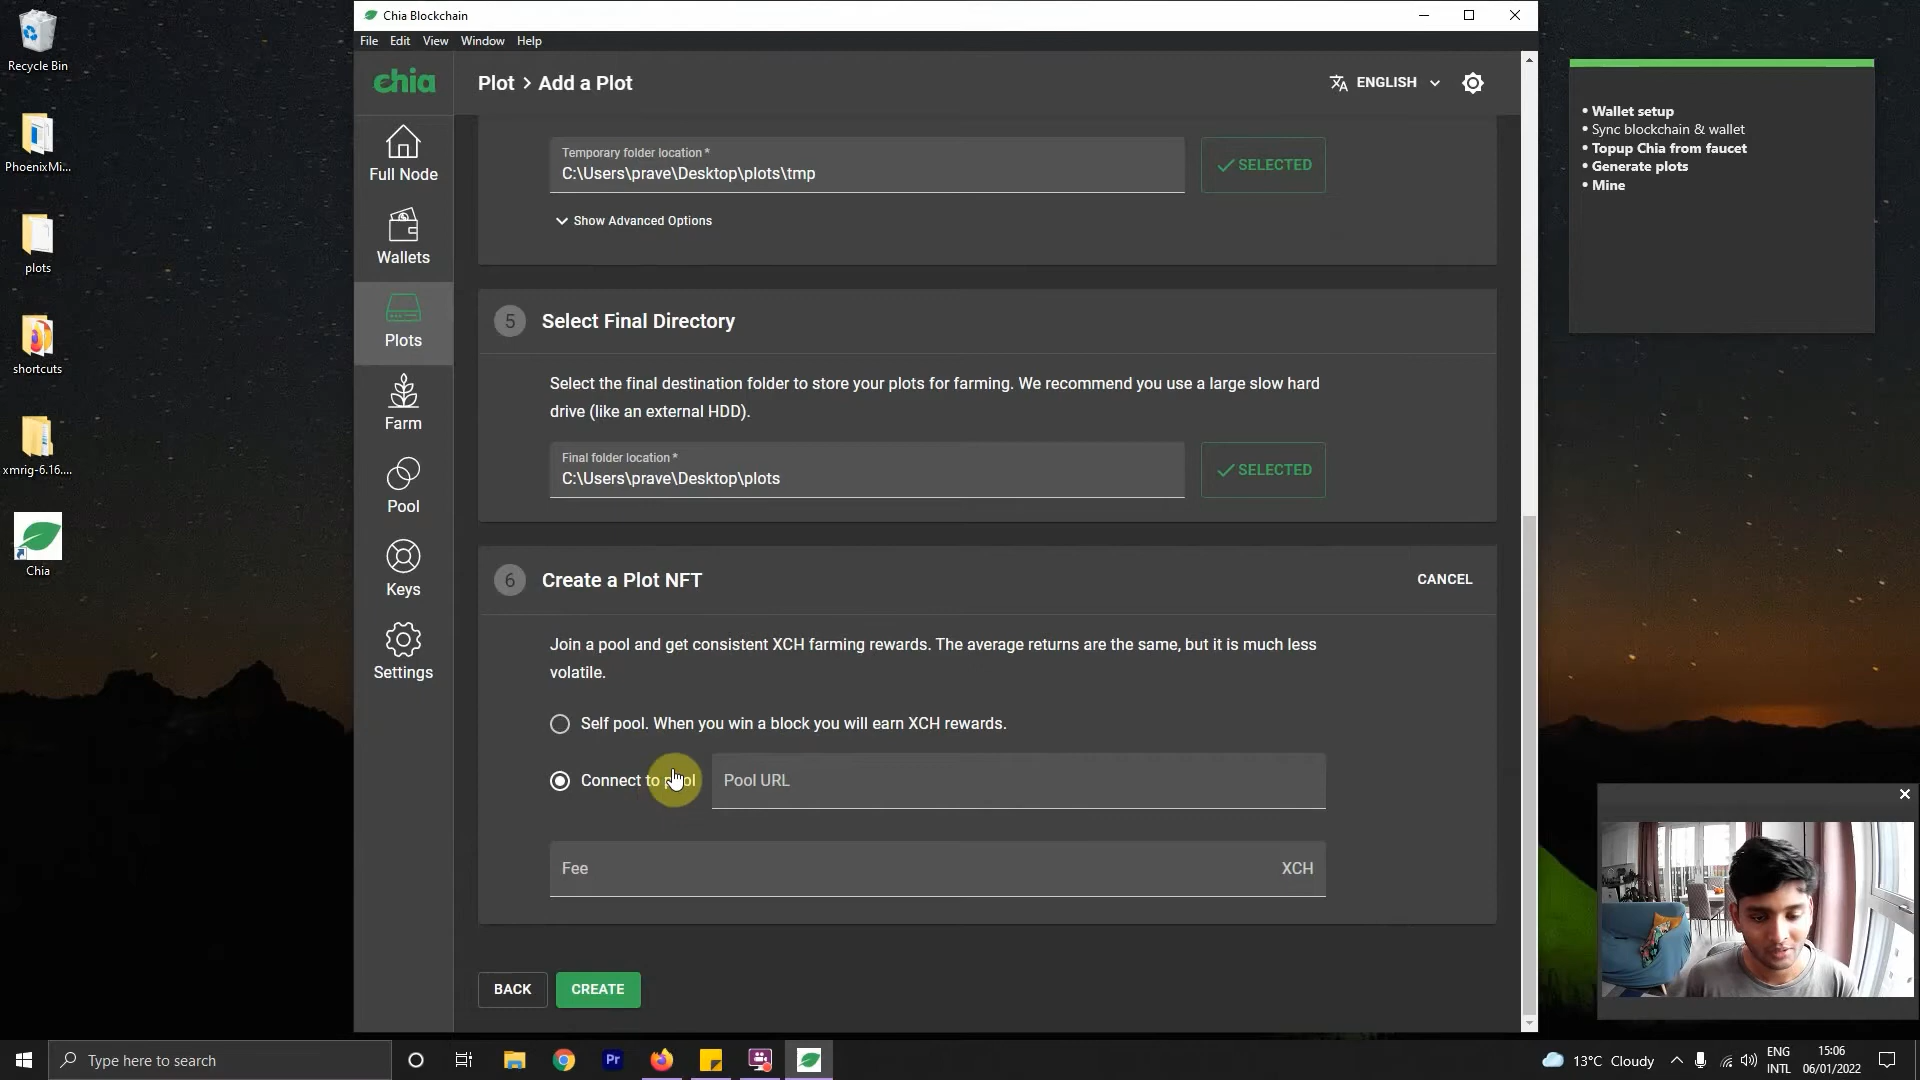 Recycle Bin
PhoenixMi...
plots
shortcuts
xmrig-6.16....
Chia
Chia Blockchain
File Edit View Window Help
chia
Plot > Add a Plot
ENGLISH
Full Node
Wallets
Plots
Farm
Pool
Keys
Settings
Temporary folder location *
C:\Users\prave\Desktop\plots\tmp
SELECTED
Show Advanced Options
5 Select Final Directory
Select the final destination folder to store your plots for farming. We recommend you use a large slow hard
drive (like an external HDD).
Final folder location *
C:\Users\prave\Desktop\plots
SELECTED
6 Create a Plot NFT
CANCEL
Join a pool and get consistent XCH farming rewards. The average returns are the same, but it is much less
volatile.
Self pool. When you win a block you will earn XCH rewards.
Connect to pool
Pool URL
Fee
XCH
BACK
CREATE
• Wallet setup
• Sync blockchain & wallet
• Topup Chia from faucet
• Generate plots
• Mine
Type here to search
Pr
13°C Cloudy
ENG
INTL
15:06
06/01/2022